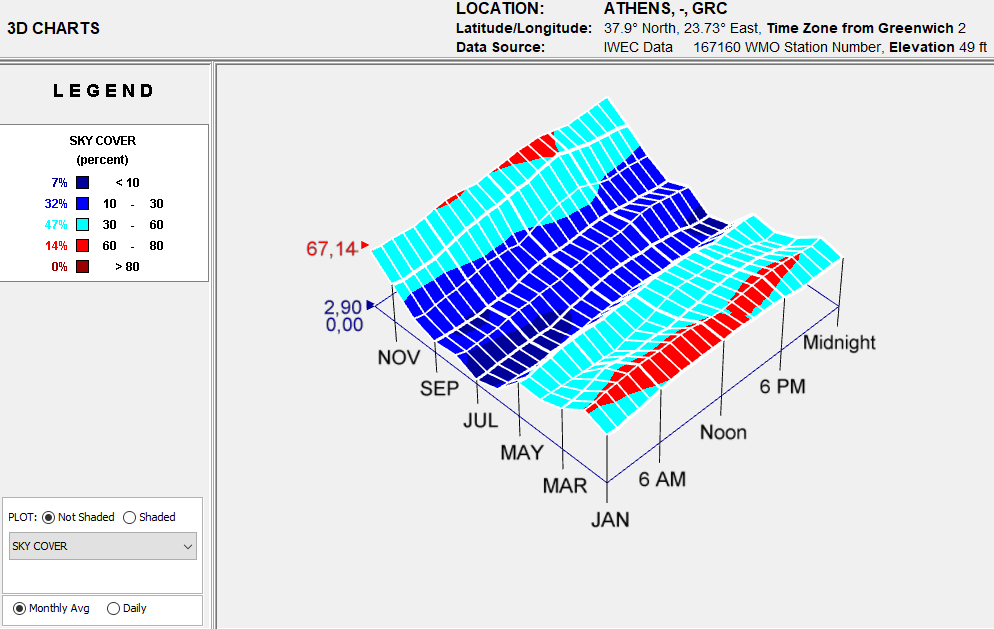 3D CHARTS
LOCATION: ATHENS, -, GRC
Latitude/Longitude: 37.9° North, 23.73° East, Time Zone from Greenwich 2
Data Source: IWEC Data 167160 WMO Station Number, Elevation 49 ft
LEGEND
SKY COVER
(percent)
7% < 10
32% 10 - 30
47% 30 - 60
14% 60 - 80
0% > 80
67,14
2,90
0,00
NOV
SEP
JUL
MAY
MAR
JAN
6 AM
Noon
6 PM
Midnight
PLOT: Not Shaded Shaded
SKY COVER
Monthly Avg Daily